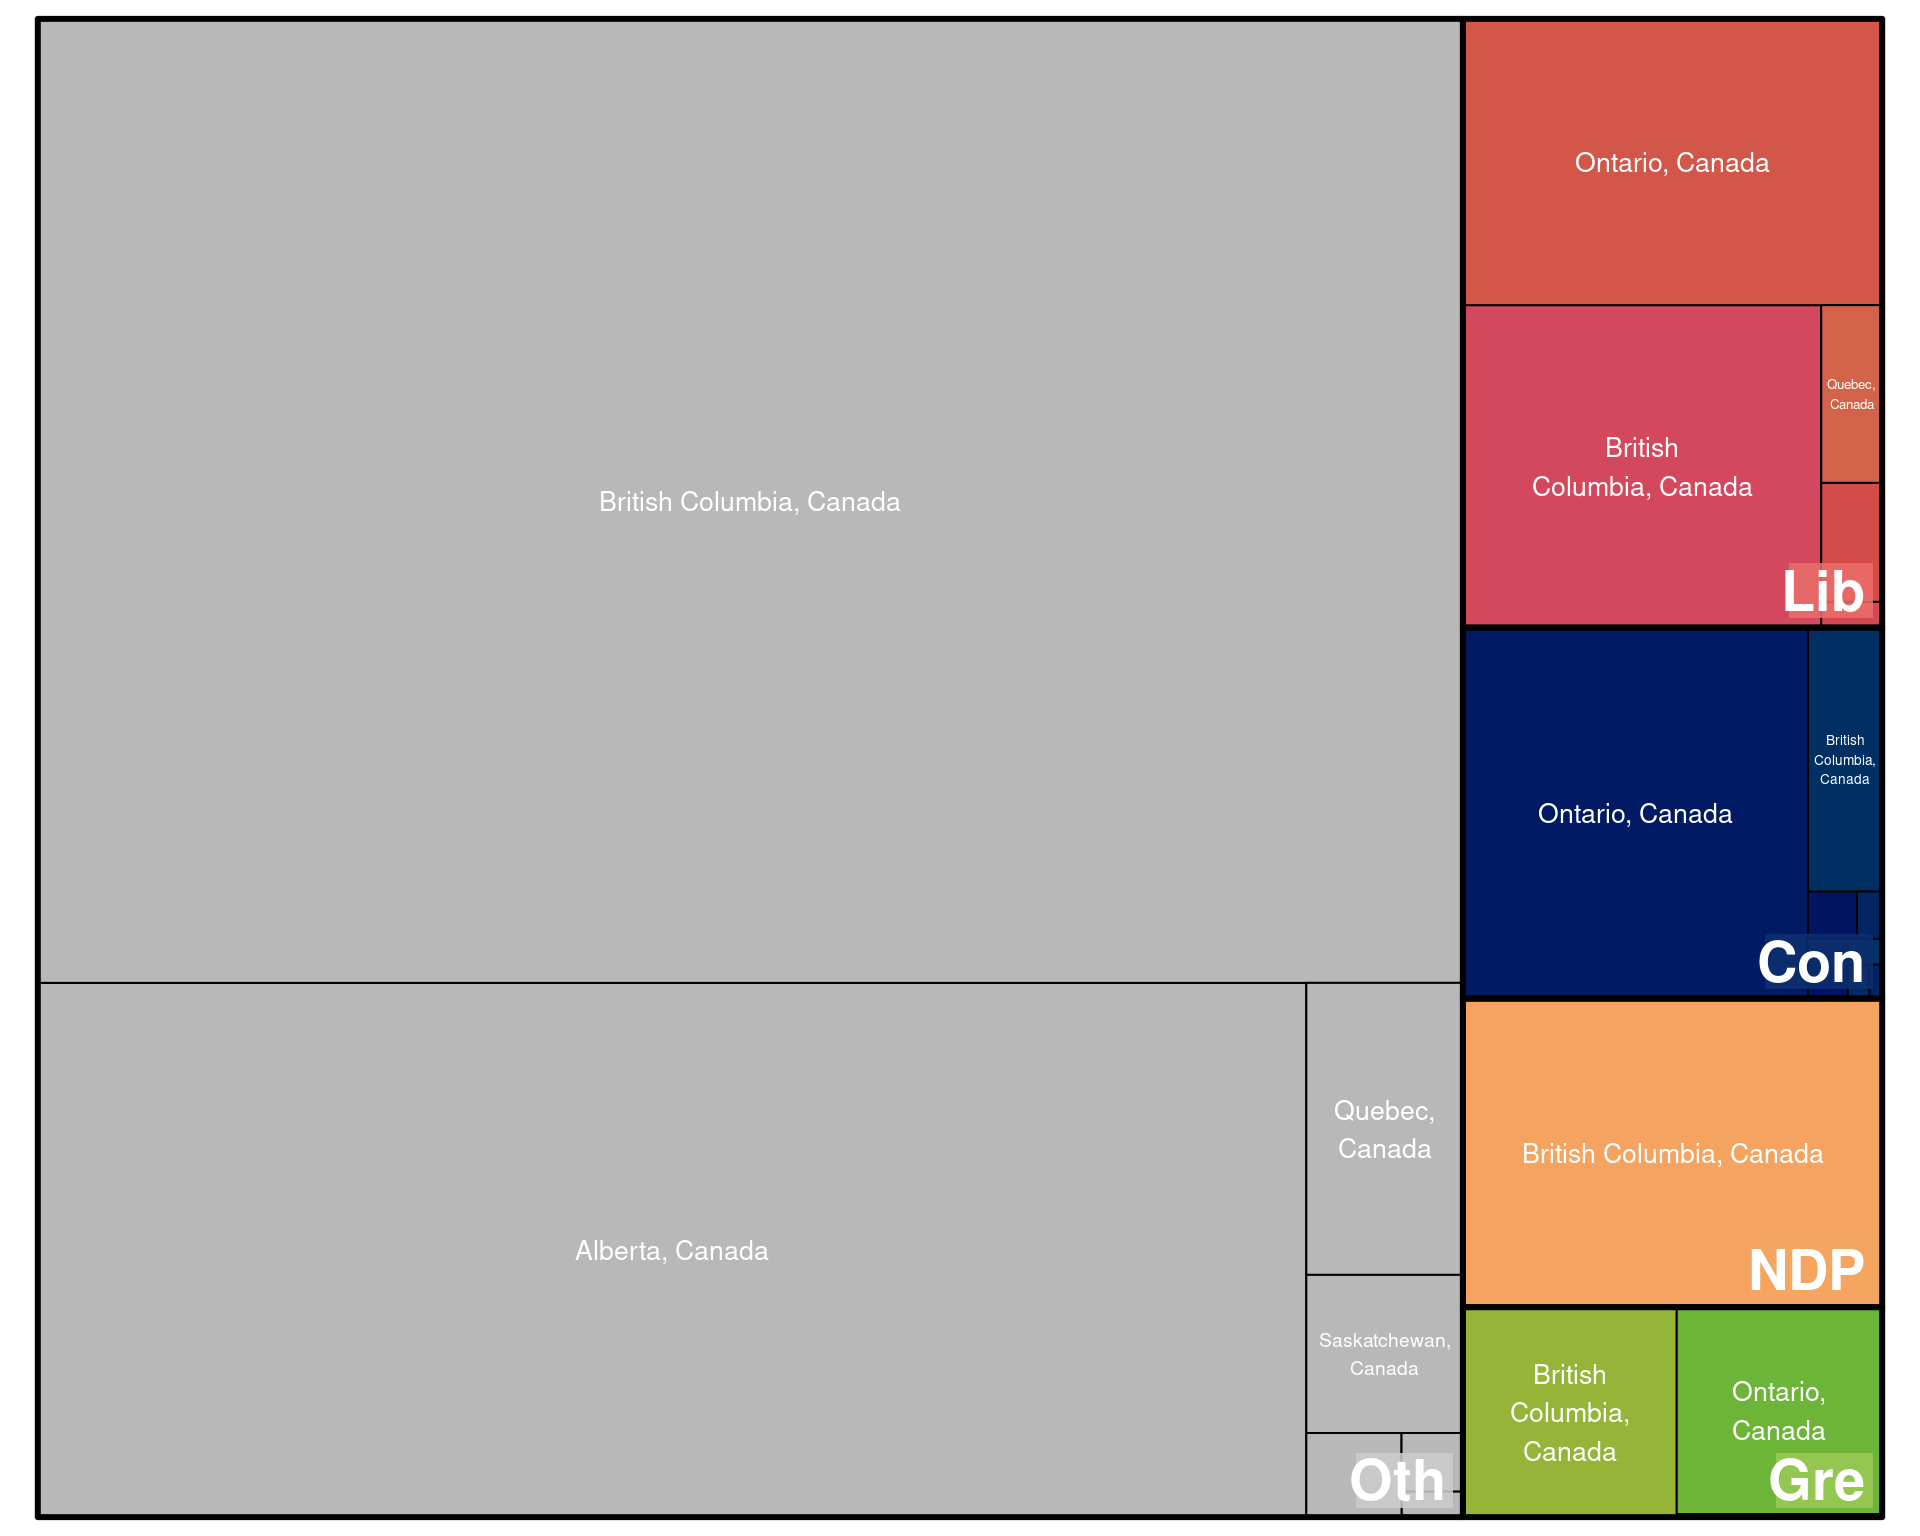 British Columbia, Canada
Alberta, Canada
Quebec,
Canada
Saskatchewan,
Canada
Oth
Ontario, Canada
British
Columbia, Canada
Quebec,
Canada
Lib
Ontario, Canada
British
Columbia,
Canada
Con
British Columbia, Canada
NDP
British
Columbia,
Canada
Ontario,
Canada
Gre